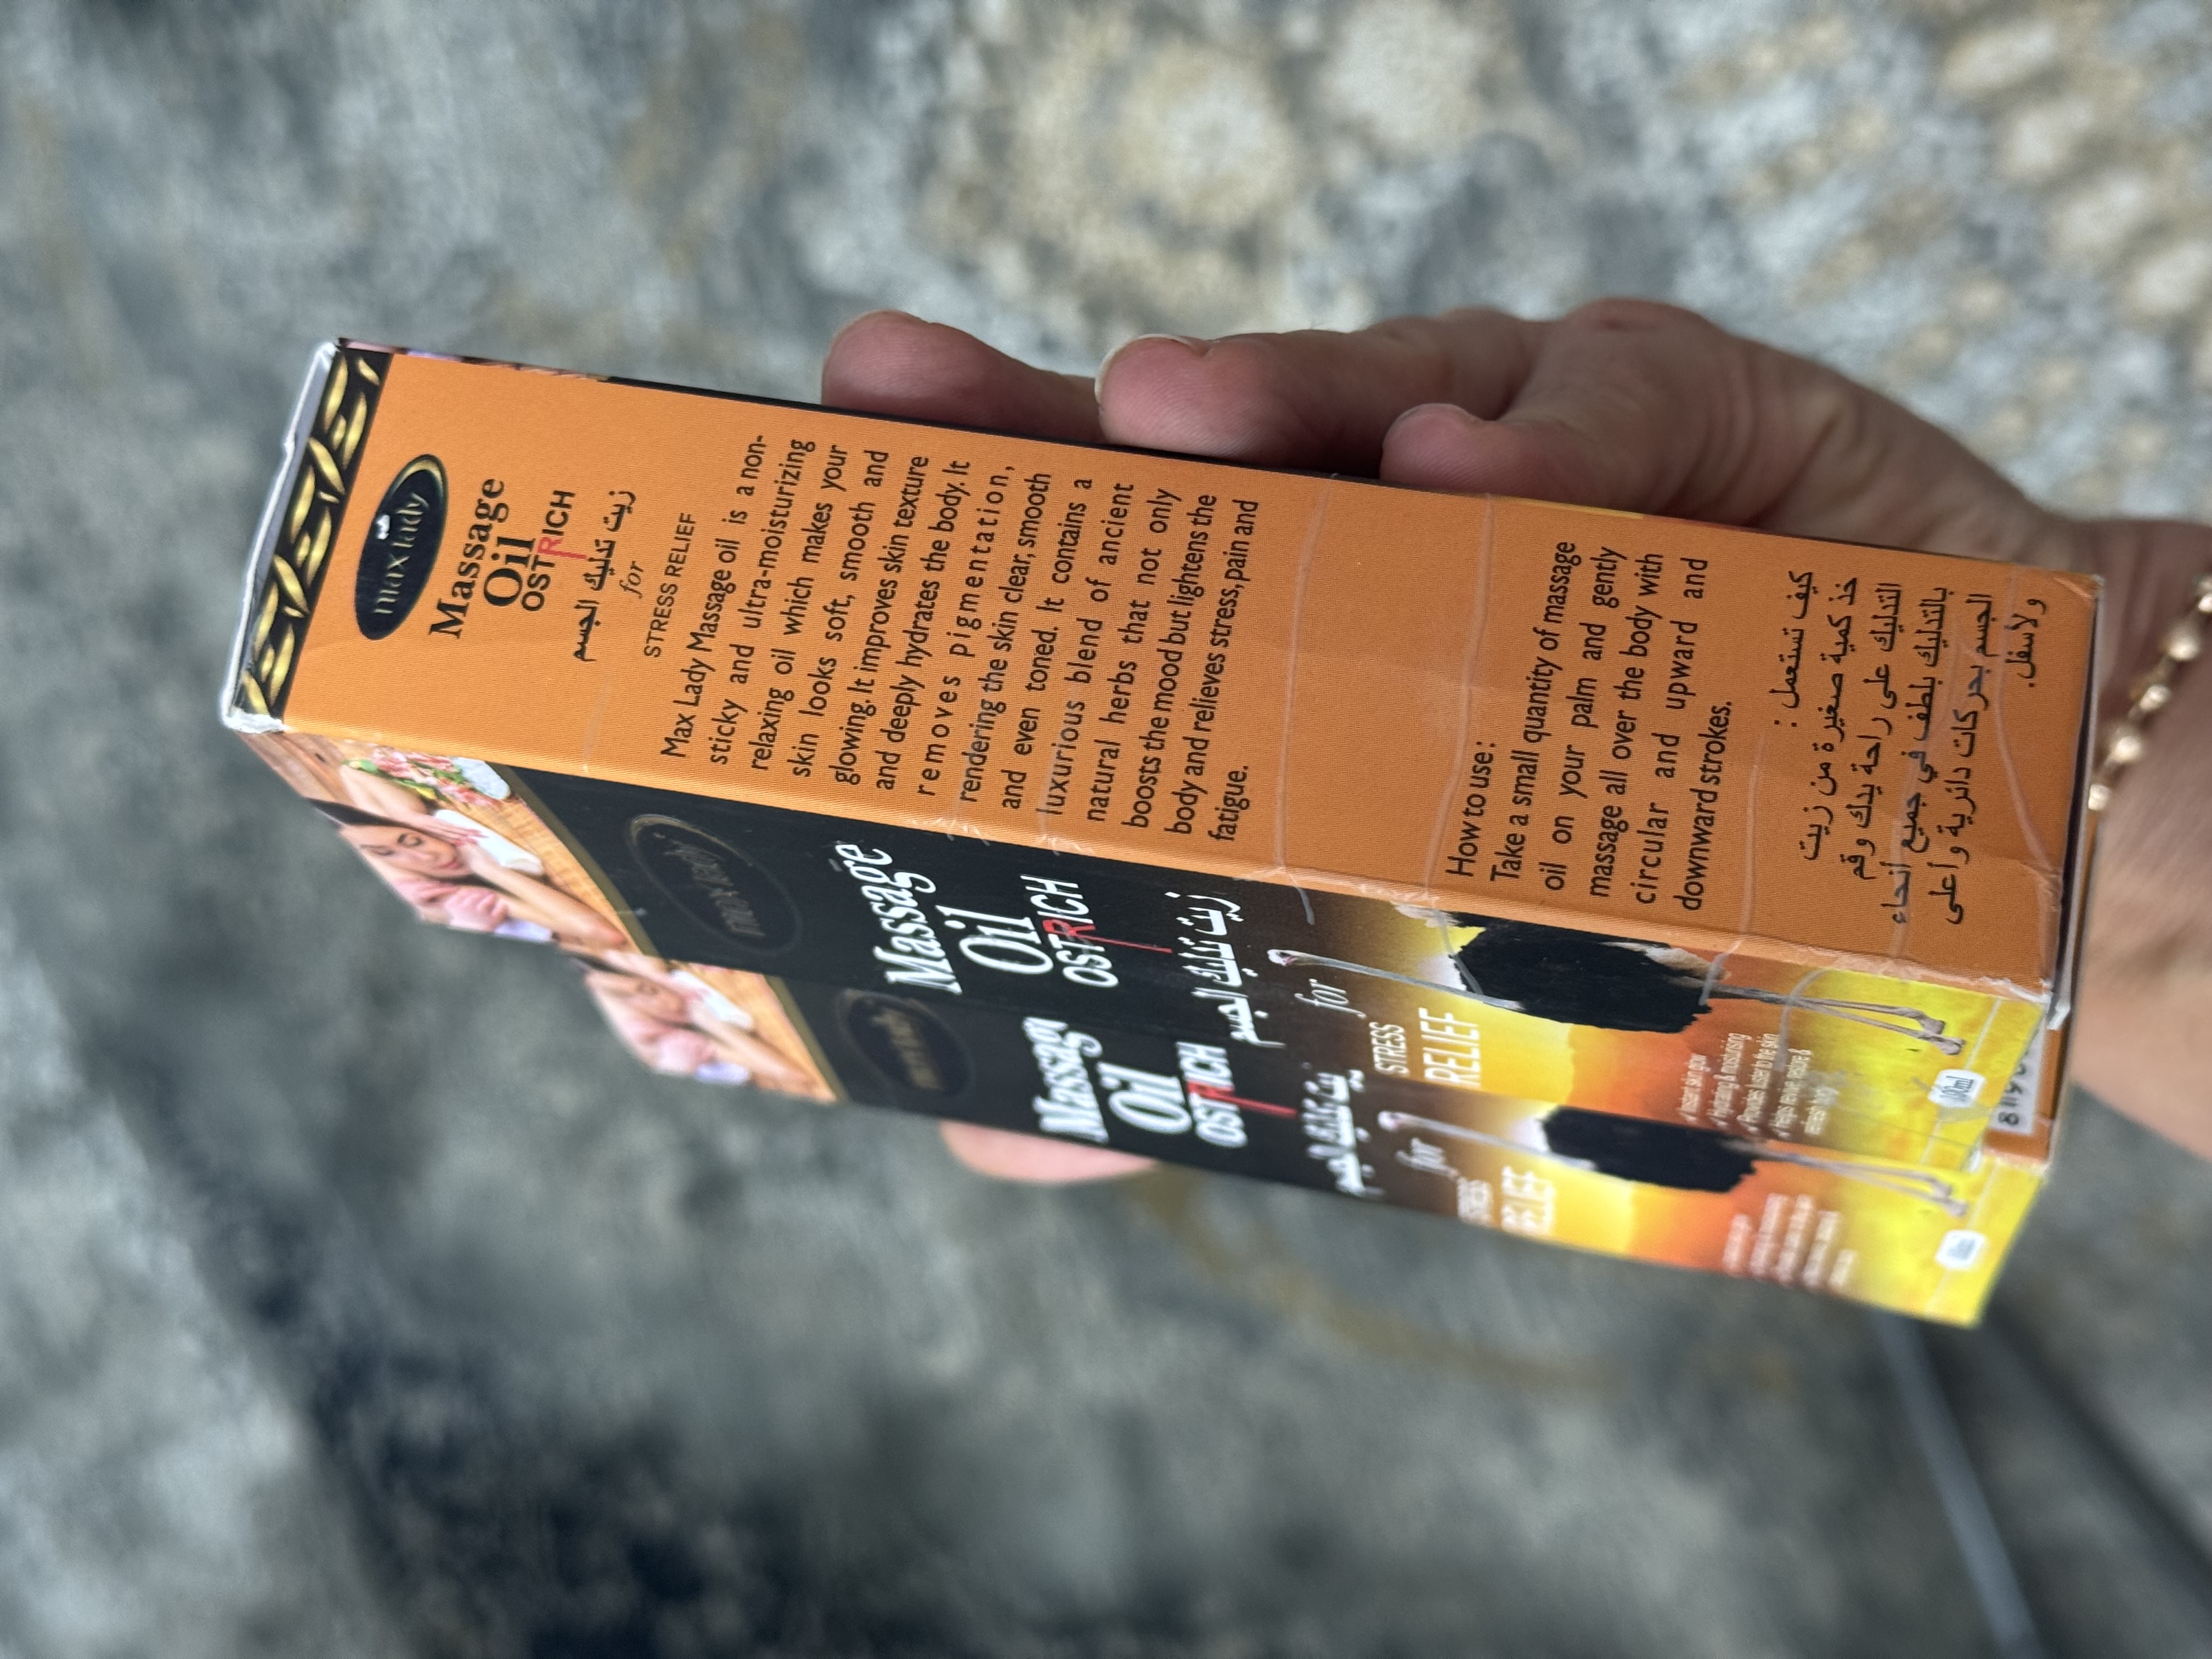 max lady
Massage
Oil
OSTRICH
زيت تدليك الجسم
for
STRESS RELIEF
Max Lady Massage oil is a non-
sticky and ultra-moisturizing
relaxing oil which makes your
skin looks soft, smooth and
glowing. It improves skin texture
and deeply hydrates the body. It
removes pigmentation,
rendering the skin clear, smooth
and even toned. It contains a
luxurious blend of ancient
natural herbs that not only
boosts the mood but lightens the
body and relieves stress,pain and
fatigue.
How to use:
Take a small quantity of massage
oil on your palm and gently
massage all over the body with
circular and upward and
downward strokes.
كيف تستعمل :
خذ كمية صغيرة من زيت
التدليك على راحة يدك وقم
بالتدليك بلطف في جميع أنحاء
الجسم بحركات دائرية وأعلى
ولأسفل.
max lady
Massage
Oil
OSTRICH
زيت تدليك الجسم
for
STRESS
RELIEF
Massag
Oil
OSTRICH
زيت تدليك الجسم
for
STRESS
RELIEF